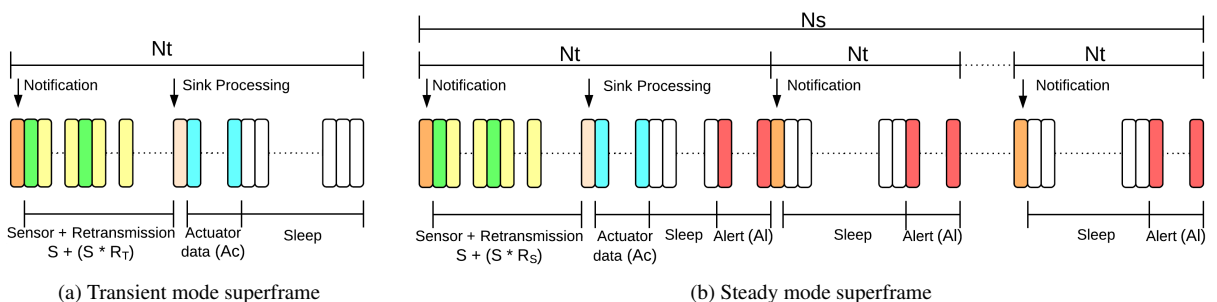 Nt
Notification
Sink Processing
Sensor + Retransmission
S + (S * R_T)
Actuator
data (Ac)
Sleep
(a) Transient mode superframe
Ns
Nt
Nt
Nt
Notification
Sink Processing
Notification
Notification
Sensor + Retransmission
S + (S * R_S)
Actuator
data (Ac)
Sleep
Alert (Al)
Sleep
Alert (Al)
Sleep
Alert (Al)
(b) Steady mode superframe